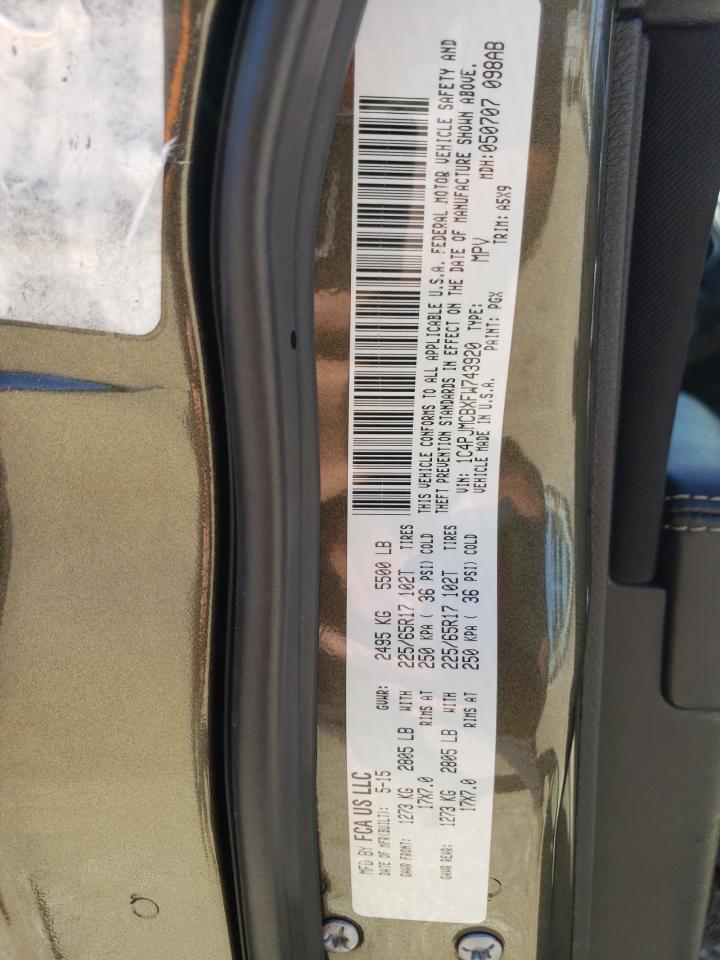 MFD BY FCA US LLC
DATE OF MFR(BUILT): 5-15 GVWR: 2495 KG 5500 LB
GAWR FRONT: 1273 KG 2805 LB WITH 225/65R17 102T TIRES
17X7.0 RIMS AT 250 KPA ( 36 PSI) COLD
GAWR REAR: 1273 KG 2805 LB WITH 225/65R17 102T TIRES
17X7.0 RIMS AT 250 KPA ( 36 PSI) COLD
THIS VEHICLE CONFORMS TO ALL APPLICABLE U.S.A. FEDERAL MOTOR VEHICLE SAFETY AND
THEFT PREVENTION STANDARDS IN EFFECT ON THE DATE OF MANUFACTURE SHOWN ABOVE.
VIN: 1C4PJMCBXFW743920 TYPE: MPV MDH:050707 098AB
VEHICLE MADE IN U.S.A. PAINT: PGX TRIM: A5X9